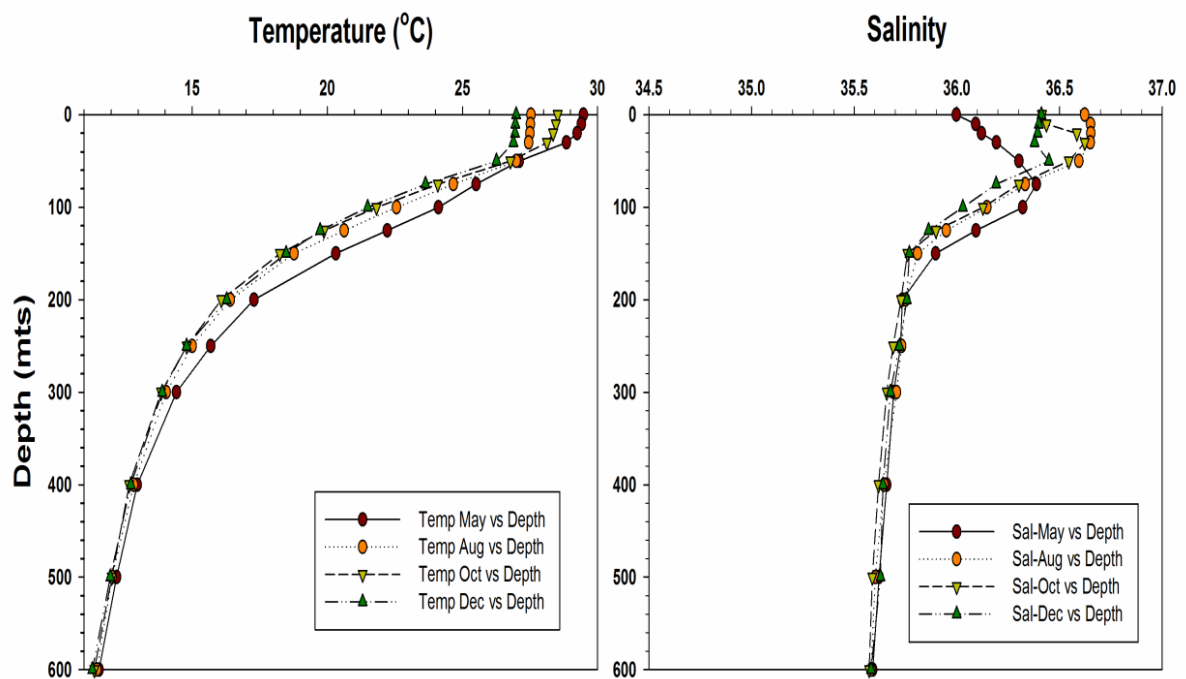 Temperature (°C)
15 20 25 30
0
100
200
300
400
500
600
Depth (mts)
Temp May vs Depth
Temp Aug vs Depth
Temp Oct vs Depth
Temp Dec vs Depth
Salinity
34.5 35.0 35.5 36.0 36.5 37.0
0
100
200
300
400
500
600
Sal-May vs Depth
Sal-Aug vs Depth
Sal-Oct vs Depth
Sal-Dec vs Depth